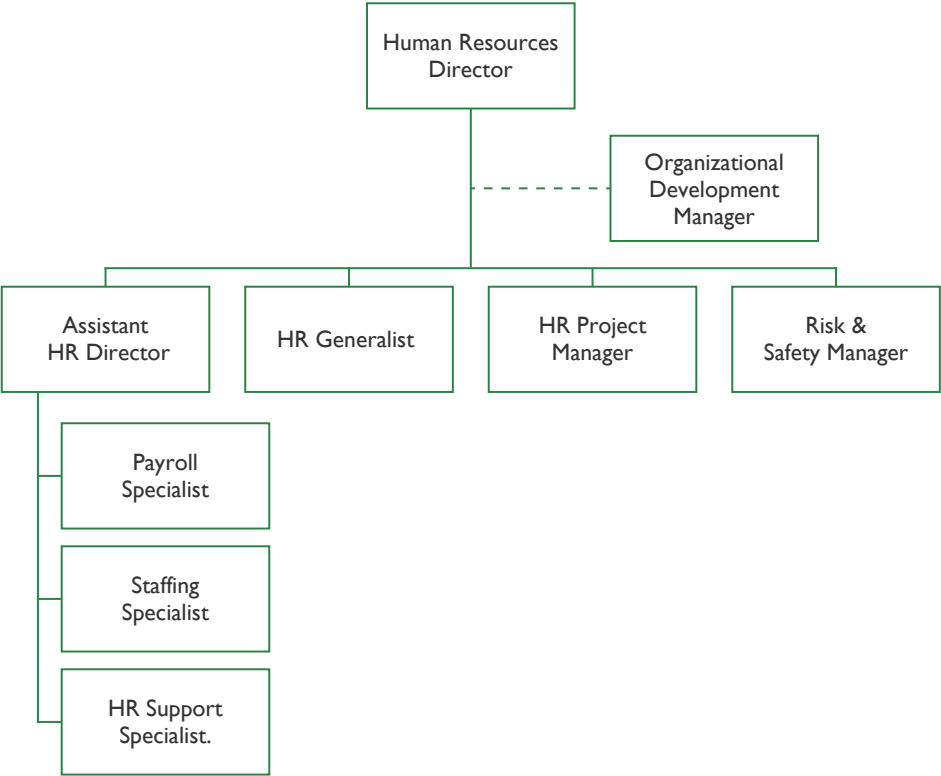 Human Resources
Director
Organizational
Development
Manager
Assistant
HR Director
HR Generalist
HR Project
Manager
Risk &
Safety Manager
Payroll
Specialist
Staffing
Specialist
HR Support
Specialist.